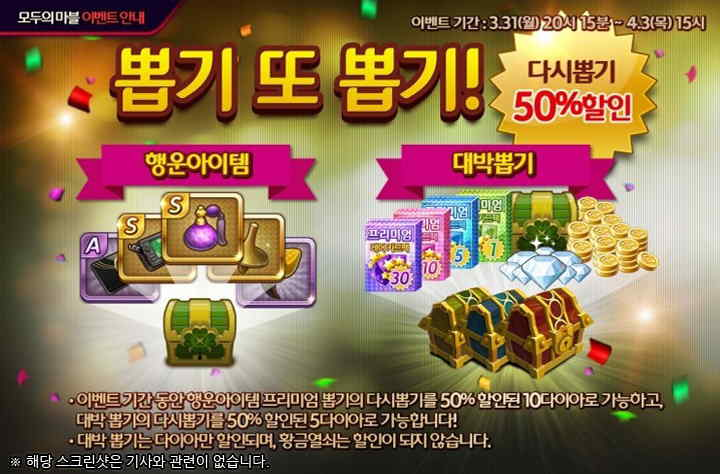 모두의마블 이벤트 안내
이벤트 기간 : 3.31(월) 20시 15분 ~ 4.3(목) 15시
뽑기 또 뽑기!
다시뽑기
50%할인
행운아이템
대박뽑기
A
S
S
프리미엄
30
미엄
10
5
1
• 이벤트 기간 동안 행운아이템 프리미엄 뽑기의 다시뽑기를 50% 할인된 10다이아로 가능하고,
대박 뽑기의 다시뽑기를 50% 할인된 5다이아로 가능합니다!
• 대박 뽑기는 다이아만 할인되며, 황금열쇠는 할인이 되지 않습니다.
※ 해당 스크린샷은 기사와 관련이 없습니다.